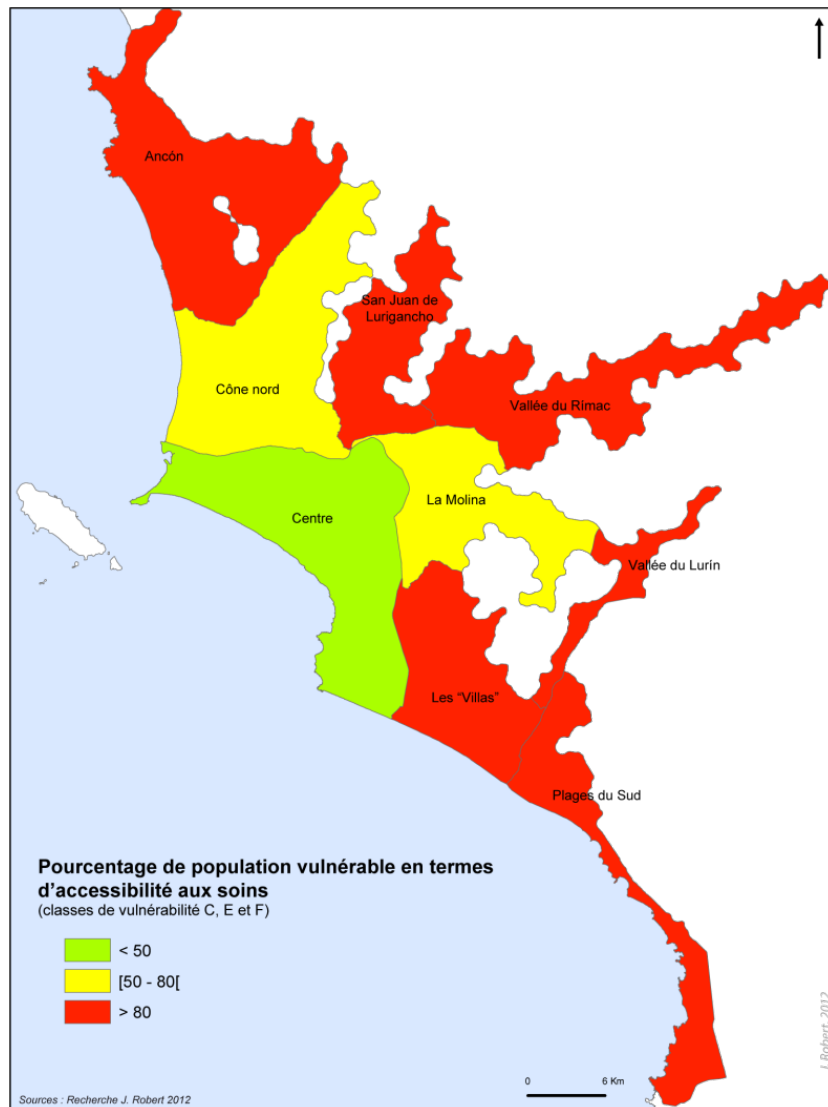 Ancón
San Juan de
Lurigancho
Cône nord
Vallée du Rímac
La Molina
Centre
Vallée du Lurín
Les "Villas"
Plages du Sud
Pourcentage de population vulnérable en termes
d'accessibilité aux soins
(classes de vulnérabilité C, E et F)
< 50
[50 - 80[
> 80
J.Robert, 2012
0 6 Km
Sources : Recherche J. Robert 2012